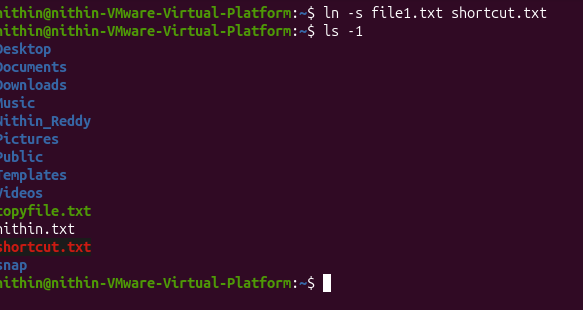 nithin@nithin-VMware-Virtual-Platform:~$ ln -s file1.txt shortcut.txt
nithin@nithin-VMware-Virtual-Platform:~$ ls -1
Desktop
Documents
Downloads
Music
Nithin_Reddy
Pictures
Public
Templates
Videos
copyfile.txt
nithin.txt
shortcut.txt
snap
nithin@nithin-VMware-Virtual-Platform:~$